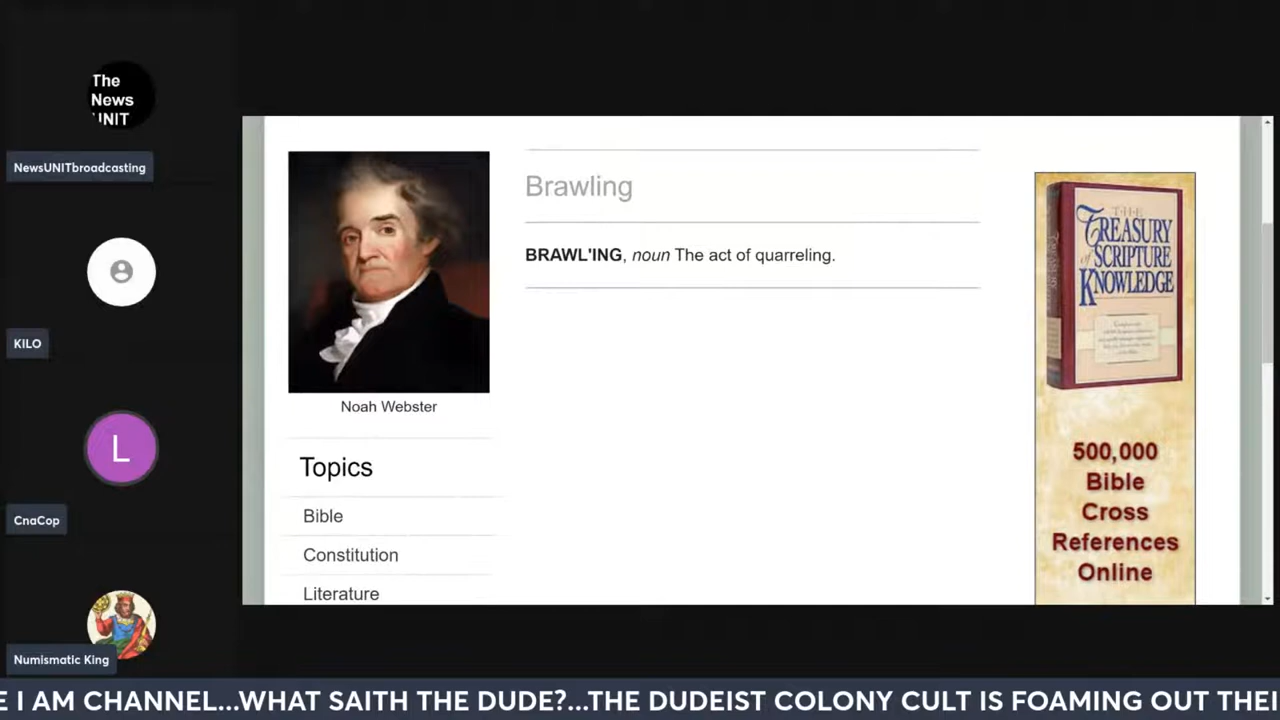 The
News
UNIT
NewsUNITbroadcasting
KILO
L
CnaCop
Numismatic King
Noah Webster
Topics
Bible
Constitution
Literature
Brawling
BRAWL'ING, noun The act of quarreling.
THE
TREASURY
of SCRIPTURE
KNOWLEDGE
500,000
Bible
Cross
References
Online
E I AM CHANNEL...WHAT SAITH THE DUDE?...THE DUDEIST COLONY CULT IS FOAMING OUT THEI